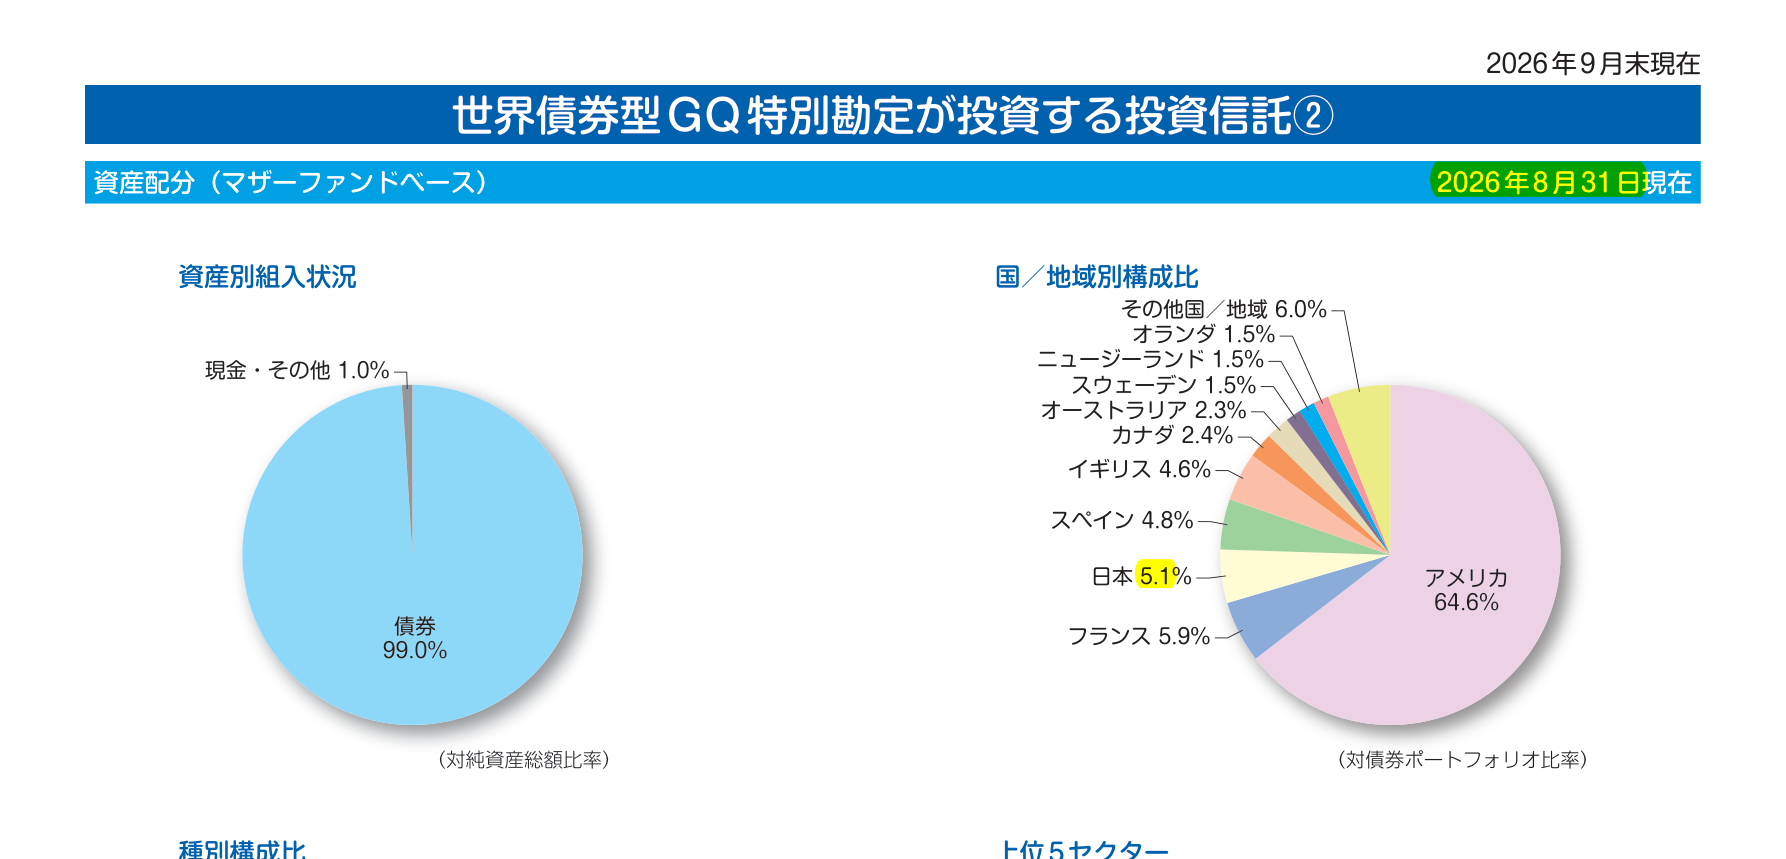 2026年9月末現在
世界債券型GQ特別勘定が投資する投資信託②
資産配分（マザーファンドベース）
2026年8月31日現在
資産別組入状況
現金・その他 1.0%
債券
99.0%
（対純資産総額比率）
国／地域別構成比
その他国／地域 6.0%
オランダ 1.5%
ニュージーランド 1.5%
スウェーデン 1.5%
オーストラリア 2.3%
カナダ 2.4%
イギリス 4.6%
スペイン 4.8%
日本 5.1%
フランス 5.9%
アメリカ
64.6%
（対債券ポートフォリオ比率）
種別構成比
上位5セクター